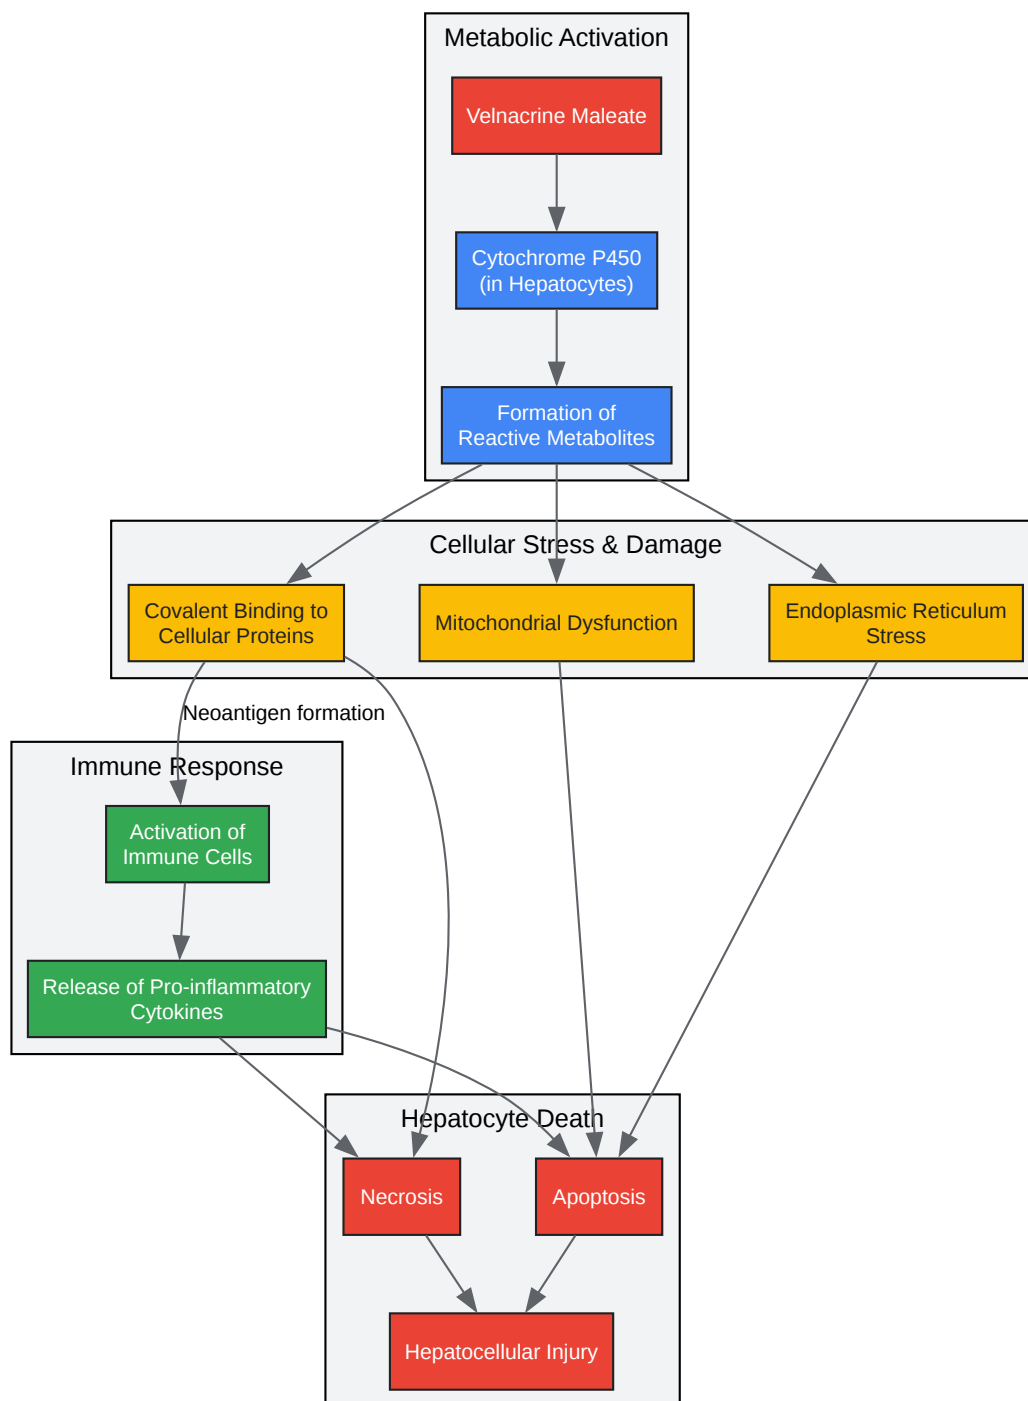 Metabolic Activation
Velnacrine Maleate
Cytochrome P450
(in Hepatocytes)
Formation of
Reactive Metabolites
Cellular Stress & Damage
Covalent Binding to
Cellular Proteins
Mitochondrial Dysfunction
Endoplasmic Reticulum
Stress
Neoantigen formation
Immune Response
Activation of
Immune Cells
Release of Pro-inflammatory
Cytokines
Hepatocyte Death
Necrosis
Apoptosis
Hepatocellular Injury